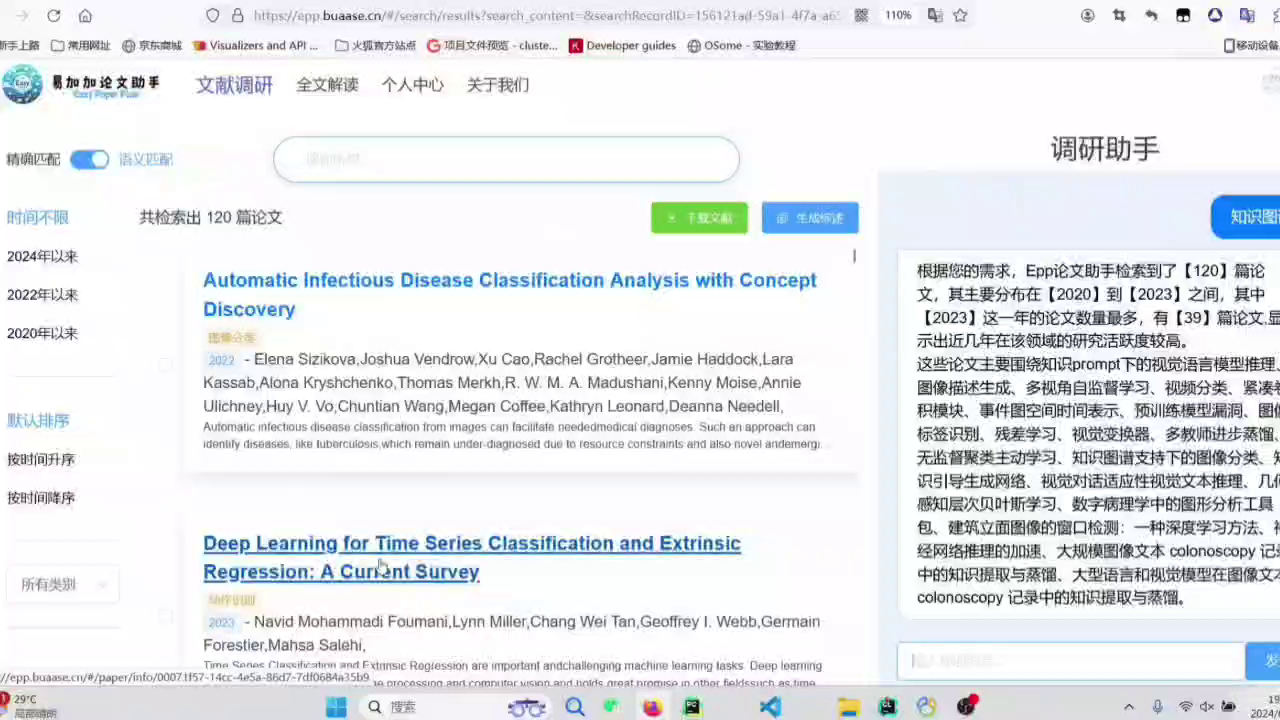 https://epp.buaase.cn/#/search/results?search_content=&searchRecordID=156121ad-59a1-4f7a-a6
110%
新手上路 常用网址 京东商城 Visualizers and API ... 火狐官方站点 项目文件预览 - cluste... Developer guides OSome - 实验教程 移动设备
易加加论文助手
Easy Paper Plus
文献调研 全文解读 个人中心 关于我们
精确匹配 语义匹配
调研助手
时间不限
共检索出 120 篇论文
下载文献
生成综述
知识图谱
2024年以来
2022年以来
2020年以来
默认排序
按时间升序
按时间降序
所有类别
Automatic Infectious Disease Classification Analysis with Concept
Discovery
图像分类
2022 - Elena Sizikova,Joshua Vendrow,Xu Cao,Rachel Grotheer,Jamie Haddock,Lara
Kassab,Alona Kryshchenko,Thomas Merkh,R. W. M. A. Madushani,Kenny Moise,Annie
Ulichney,Huy V. Vo,Chuntian Wang,Megan Coffee,Kathryn Leonard,Deanna Needell,
Automatic infectious disease classification from images can facilitate neededmedical diagnoses. Such an approach can
identify diseases, like tuberculosis,which remain under-diagnosed due to resource constraints and also novel andemergi...
Deep Learning for Time Series Classification and Extrinsic
Regression: A Current Survey
动作识别
2023 - Navid Mohammadi Foumani,Lynn Miller,Chang Wei Tan,Geoffrey I. Webb,Germain
Forestier,Mahsa Salehi,
Time Series Classification and Extrinsic Regression are important andchallenging machine learning tasks. Deep learning
processing and computer vision and holds great promise in other fieldssuch as time
根据您的需求，Epp论文助手检索到了【120】篇论
文，其主要分布在【2020】到【2023】之间，其中
【2023】这一年的论文数量最多，有【39】篇论文,显
示出近几年在该领域的研究活跃度较高。
这些论文主要围绕知识prompt下的视觉语言模型推理、
图像描述生成、多视角自监督学习、视频分类、紧凑卷
积模块、事件图空间时间表示、预训练模型漏洞、图像
标签识别、残差学习、视觉变换器、多教师进步蒸馏、
无监督聚类主动学习、知识图谱支持下的图像分类、知
识引导生成网络、视觉对话适应性视觉文本推理、几何
感知层次贝叶斯学习、数字病理学中的图形分析工具
包、建筑立面图像的窗口检测：一种深度学习方法、神
经网络推理的加速、大规模图像文本 colonoscopy 记录
中的知识提取与蒸馏、大型语言和视觉模型在图像文本
colonoscopy 记录中的知识提取与蒸馏。
发
//epp.buaase.cn/#/paper/info/00071f57-14cc-4e5a-86d7-7df0684a35b9
29°C
局部晴朗
搜索
2024/